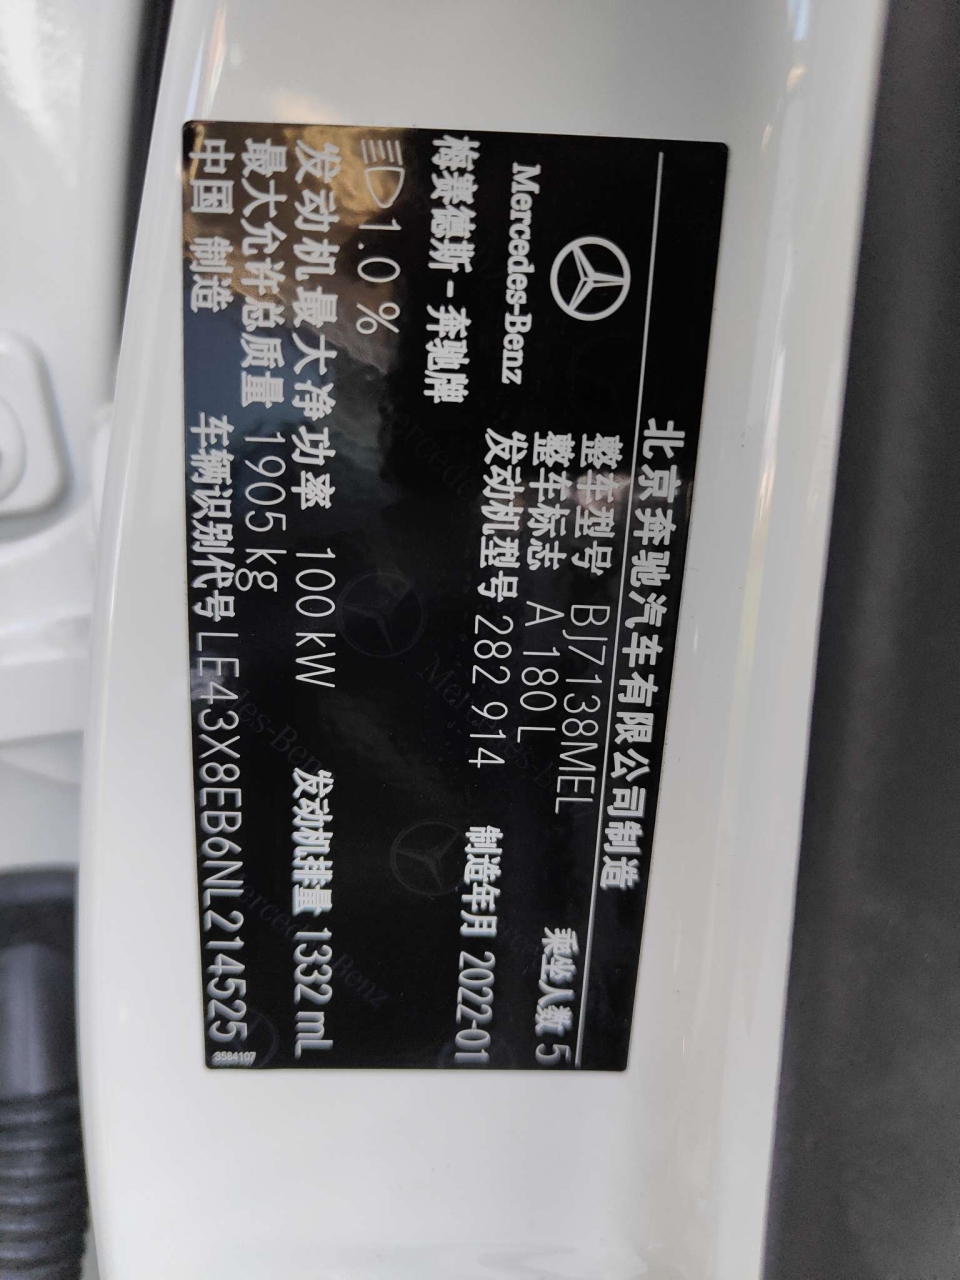 北京奔驰汽车有限公司制造
Mercedes-Benz
整车型号 BJ7138MEL
整车标志 A 180 L 乘坐人数 5
发动机型号 282 914 制造年月 2022-01
梅赛德斯-奔驰牌
1.0 %
发动机最大净功率 100 kW 发动机排量 1332 mL
最大允许总质量 1905 kg
中国 制造 车辆识别代号 LE43X8EB6NL214525
3584107